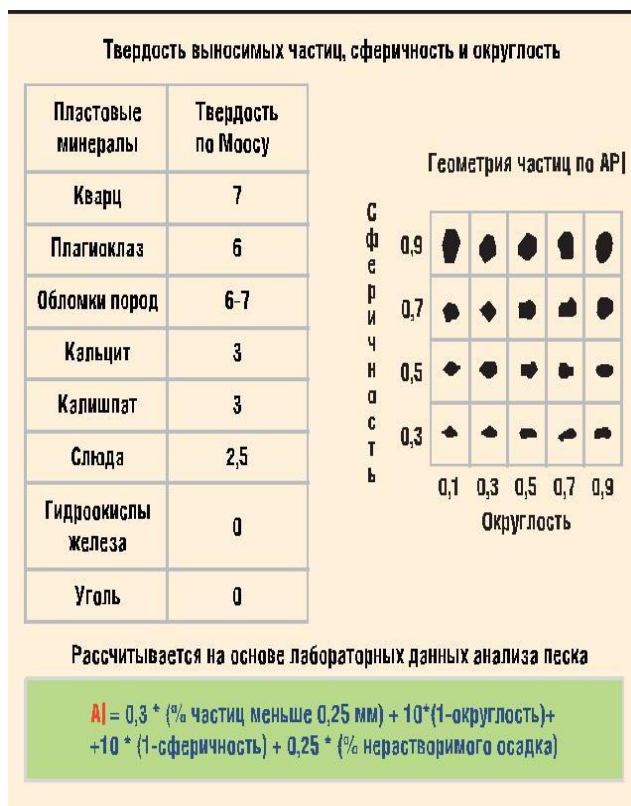 Твердость выносимых частиц, сферичность и округлость
Пластовые минералы
Твердость по Моосу
Кварц 7
Плагиоклаз 6
Обломки пород 6-7
Кальцит 3
Калишпат 3
Слюда 2,5
Гидроокислы железа 0
Уголь 0
Геометрия частиц по API
Сферичность
0,9
0,7
0,5
0,3
0,1 0,3 0,5 0,7 0,9
Округлость
Рассчитывается на основе лабораторных данных анализа песка
AI = 0,3 * (% частиц меньше 0,25 мм) + 10*(1-округлость)+
+10 * (1-сферичность) + 0,25 * (% нерастворимого осадка)